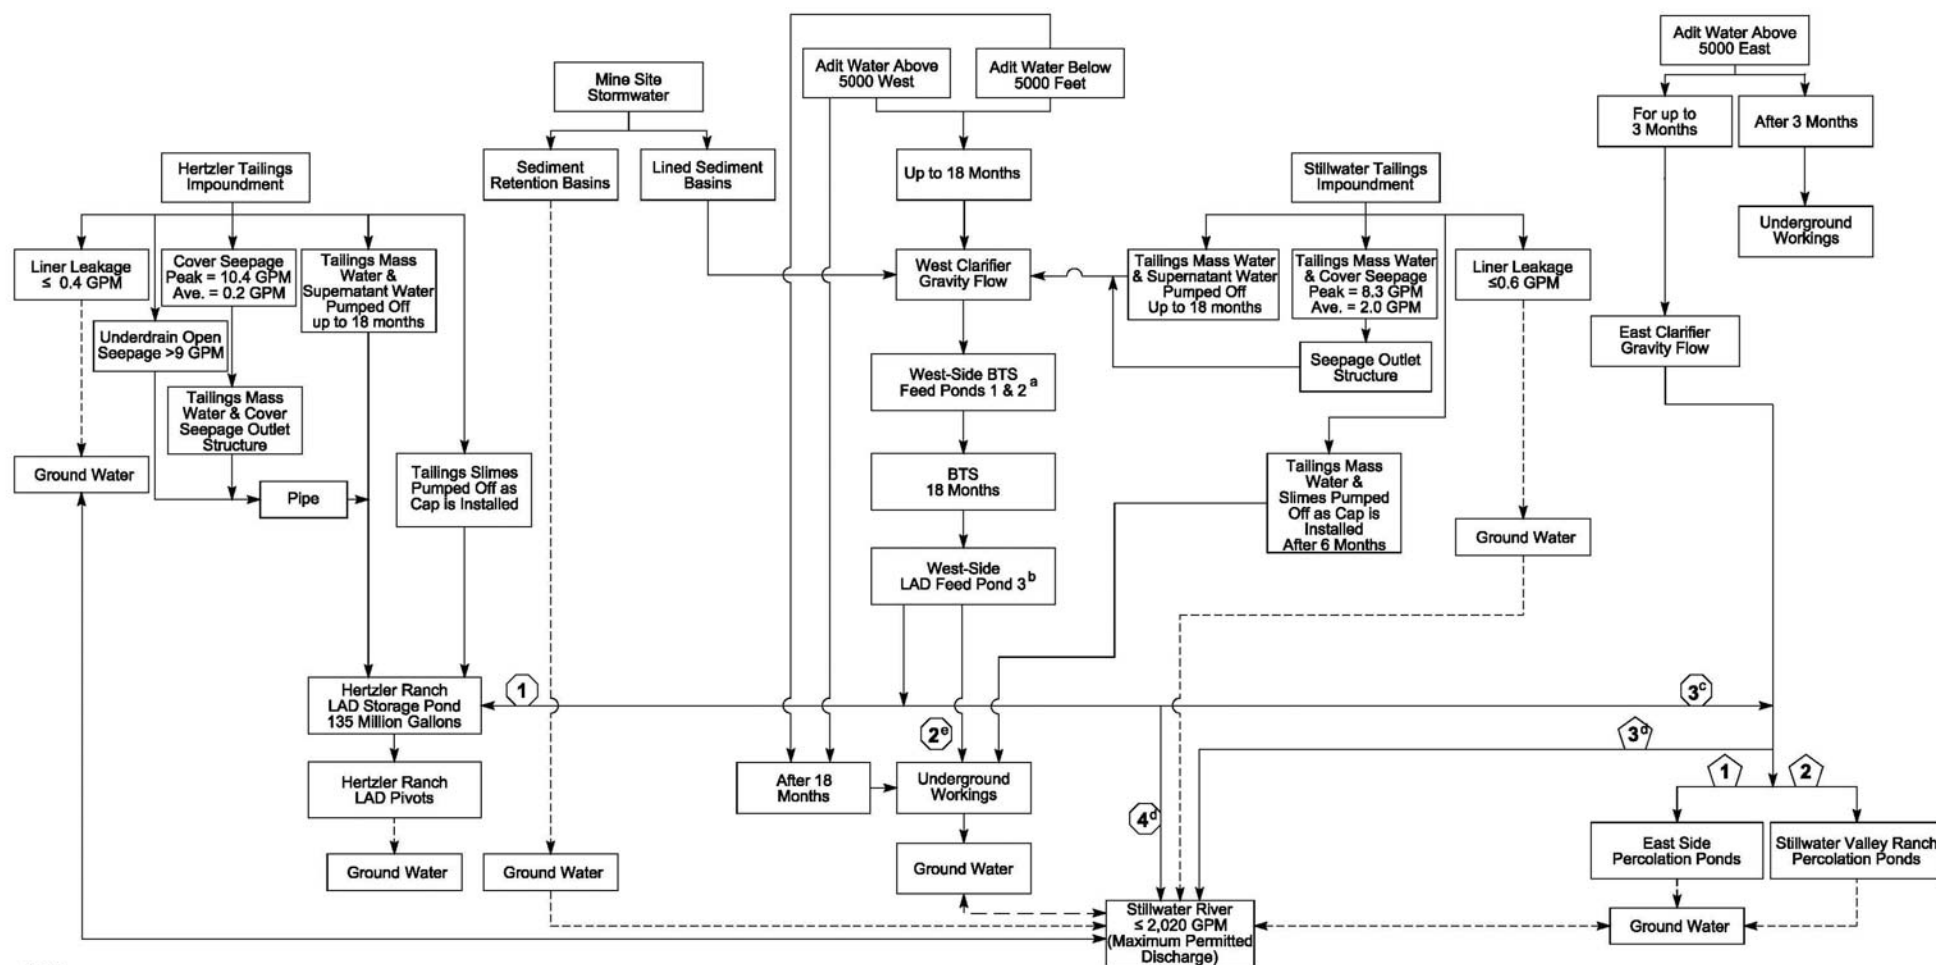 Adit Water Above
5000 West
Adit Water Below
5000 Feet
Adit Water Above
5000 East
Mine Site
Stormwater
For up to
3 Months
After 3 Months
Hertzler Tailings
Impoundment
Sediment
Retention Basins
Lined Sediment
Basins
Up to 18 Months
Stillwater Tailings
Impoundment
Underground
Workings
Liner Leakage
≤ 0.4 GPM
Cover Seepage
Peak = 10.4 GPM
Ave. = 0.2 GPM
Tailings Mass
Water &
Supernatant Water
Pumped Off
up to 18 months
West Clarifier
Gravity Flow
Tailings Mass Water
& Supernatant Water
Pumped Off
Up to 18 months
Tailings Mass Water
& Cover Seepage
Peak = 8.3 GPM
Ave. = 2.0 GPM
Liner Leakage
≤0.6 GPM
Underdrain Open
Seepage >9 GPM
East Clarifier
Gravity Flow
Seepage Outlet
Structure
West-Side BTS
Feed Ponds 1 & 2 a
Tailings Mass
Water & Cover
Seepage Outlet
Structure
Ground Water
Pipe
Tailings Slimes
Pumped Off as
Cap is Installed
BTS
18 Months
Tailings Mass
Water &
Slimes Pumped
Off as Cap is
Installed
After 6 Months
Ground Water
West-Side
LAD Feed Pond 3 b
Hertzler Ranch
LAD Storage Pond
135 Million Gallons
1
3c
2e
3d
Hertzler Ranch
LAD Pivots
After 18
Months
Underground
Workings
1
2
4d
East Side
Percolation Ponds
Stillwater Valley Ranch
Percolation Ponds
Ground Water
Ground Water
Ground Water
Stillwater River
≤ 2,020 GPM
(Maximum Permitted
Discharge)
Ground Water